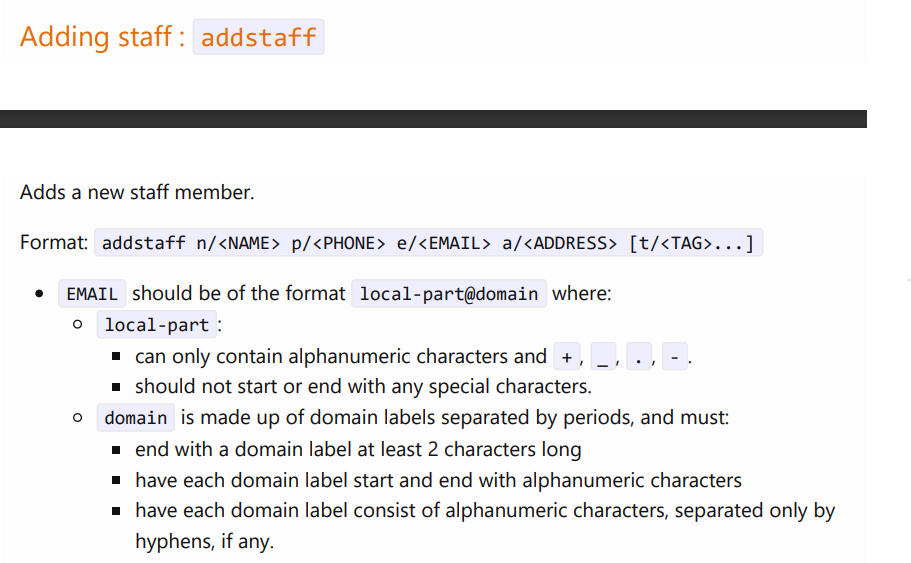 Adding staff : addstaff
Adds a new staff member.
Format: addstaff n/<NAME> p/<PHONE> e/<EMAIL> a/<ADDRESS> [t/<TAG>...]
EMAIL should be of the format local-part@domain where:
local-part :
can only contain alphanumeric characters and + , _ , . , - .
should not start or end with any special characters.
domain is made up of domain labels separated by periods, and must:
end with a domain label at least 2 characters long
have each domain label start and end with alphanumeric characters
have each domain label consist of alphanumeric characters, separated only by
hyphens, if any.